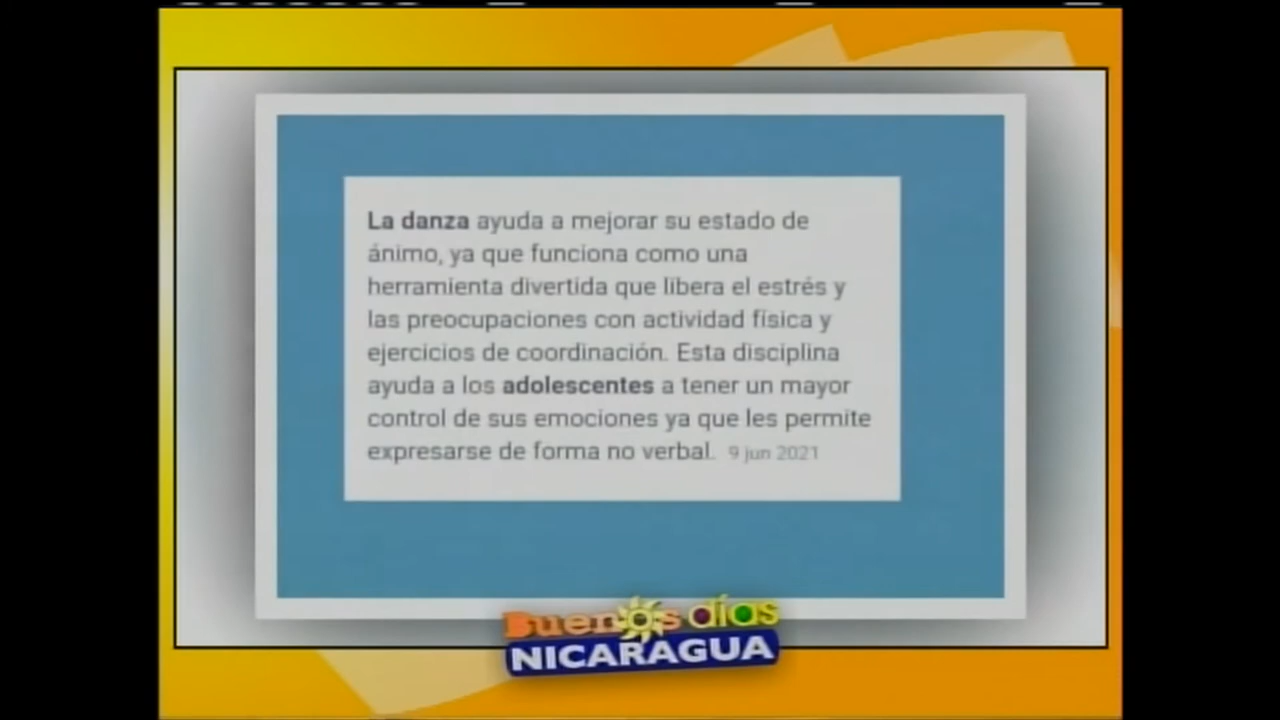 La danza ayuda a mejorar su estado de
ánimo, ya que funciona como una
herramienta divertida que libera el estrés y
las preocupaciones con actividad física y
ejercicios de coordinación. Esta disciplina
ayuda a los adolescentes a tener un mayor
control de sus emociones ya que les permite
expresarse de forma no verbal. 9 jun 2021
Buenos días
NICARAGUA